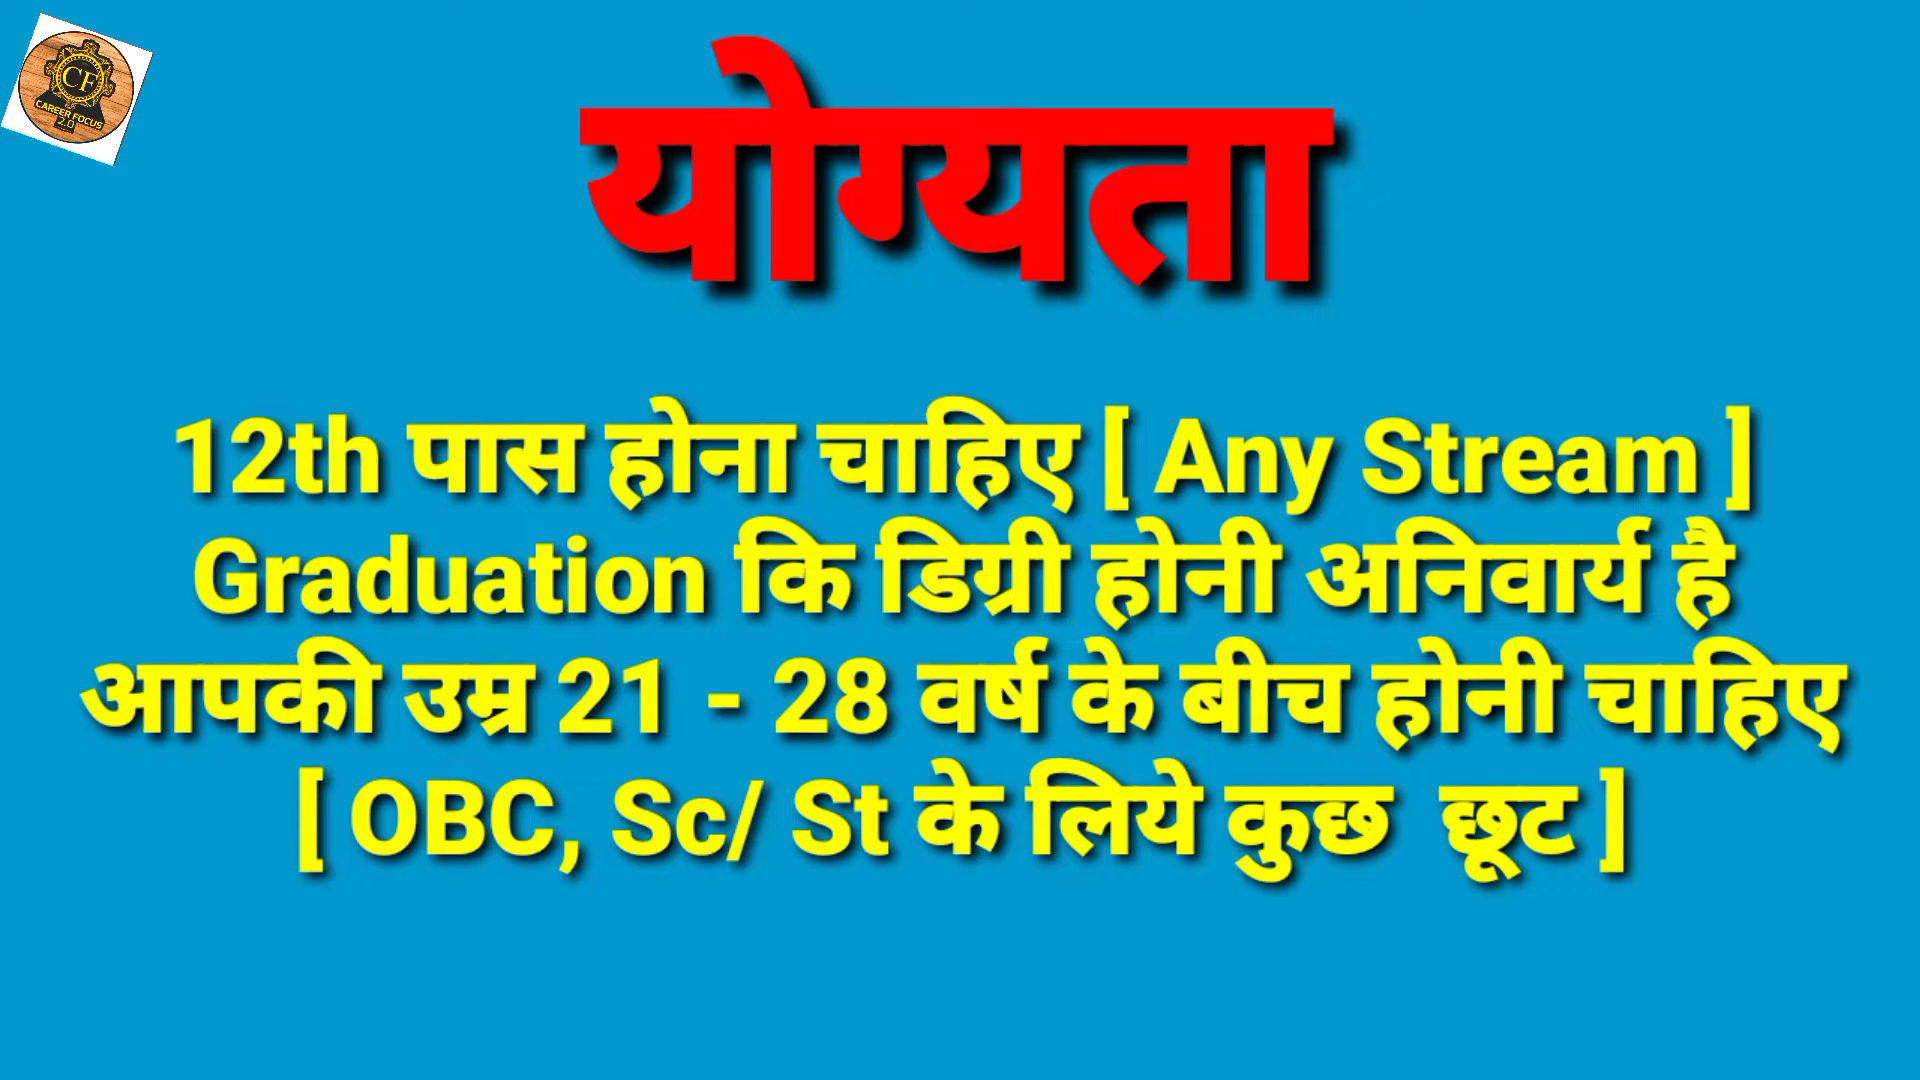 CF
CAREER FOCUS
2.0
योग्यता
12th पास होना चाहिए [ Any Stream ]
Graduation कि डिग्री होनी अनिवार्य है
आपकी उम्र 21 - 28 वर्ष के बीच होनी चाहिए
[ OBC, Sc/ St के लिये कुछ छूट ]